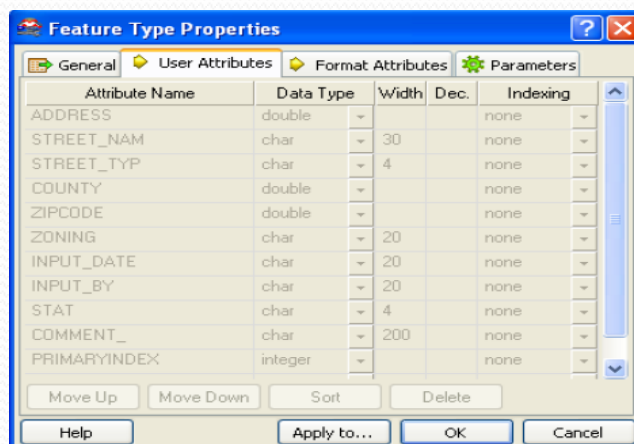 Feature Type Properties
General User Attributes Format Attributes Parameters
Attribute Name Data Type Width Dec. Indexing
ADDRESS double none
STREET_NAM char 30 none
STREET_TYP char 4 none
COUNTY double none
ZIPCODE double none
ZONING char 20 none
INPUT_DATE char 20 none
INPUT_BY char 20 none
STAT char 4 none
COMMENT_ char 200 none
PRIMARYINDEX integer none
Move Up Move Down Sort Delete
Help Apply to... OK Cancel